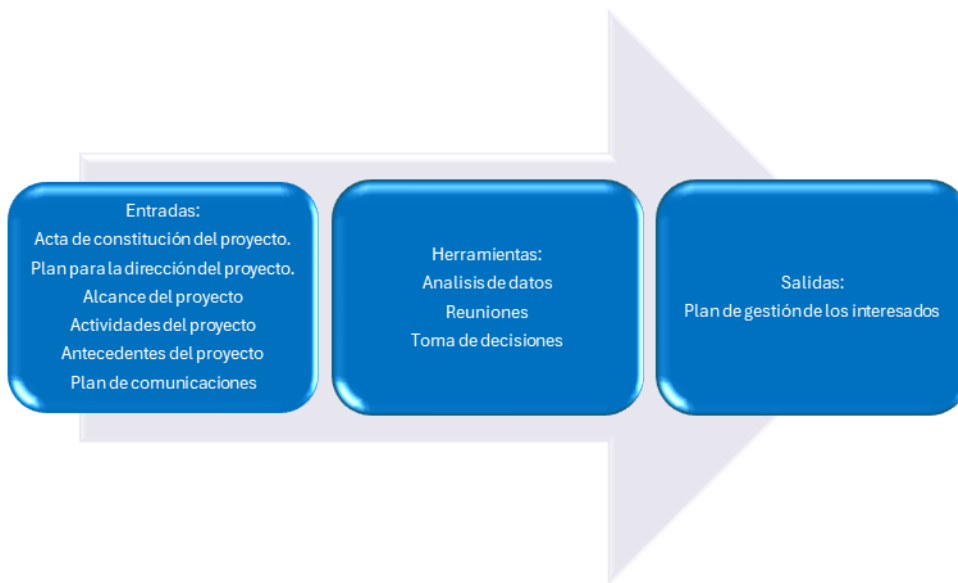 Entradas:
Acta de constitución del proyecto.
Plan para la dirección del proyecto.
Alcance del proyecto
Actividades del proyecto
Antecedentes del proyecto
Plan de comunicaciones
Herramientas:
Analisis de datos
Reuniones
Toma de decisiones
Salidas:
Plan de gestión de los interesados